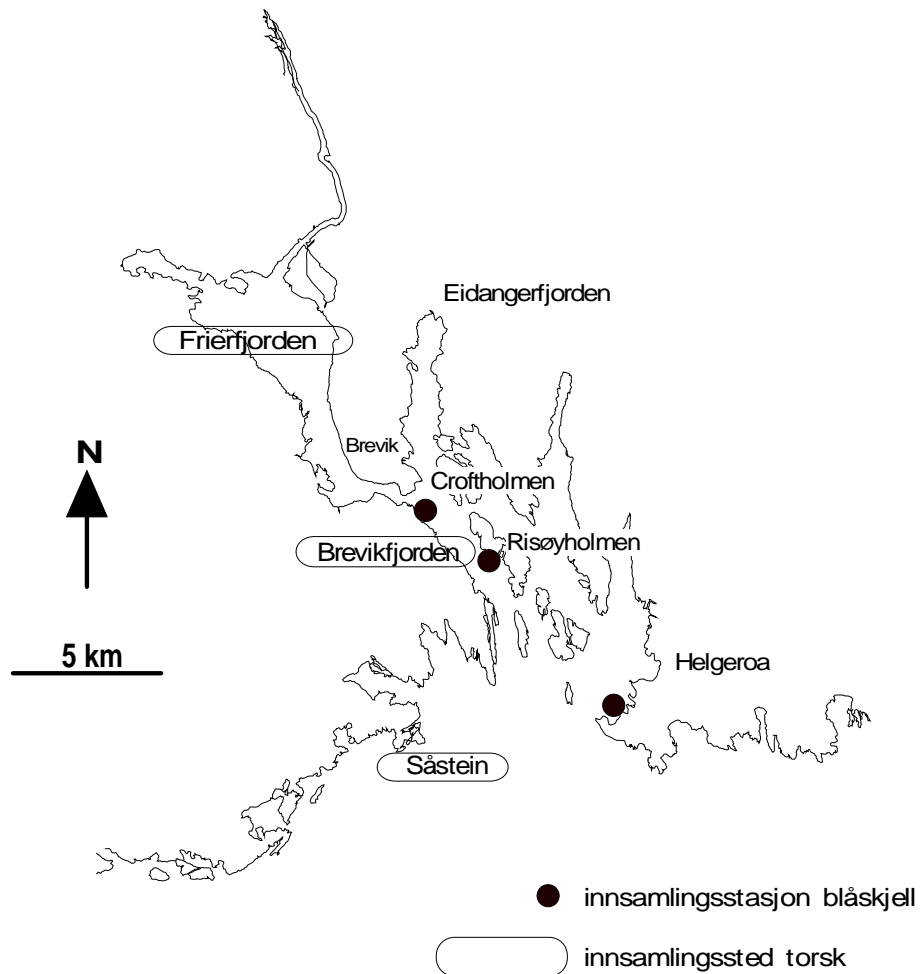 Eidangerfjorden
Frierfjorden
Brevik
N
Croftholmen
Risøyholmen
Brevikfjorden
5 km
Helgeroa
Såstein
innsamlingsstasjon blåskjell
innsamlingssted torsk